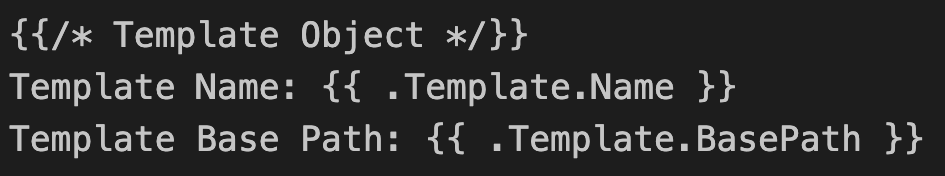 {{/* Template Object */}}
Template Name: {{ .Template.Name }}
Template Base Path: {{ .Template.BasePath }}